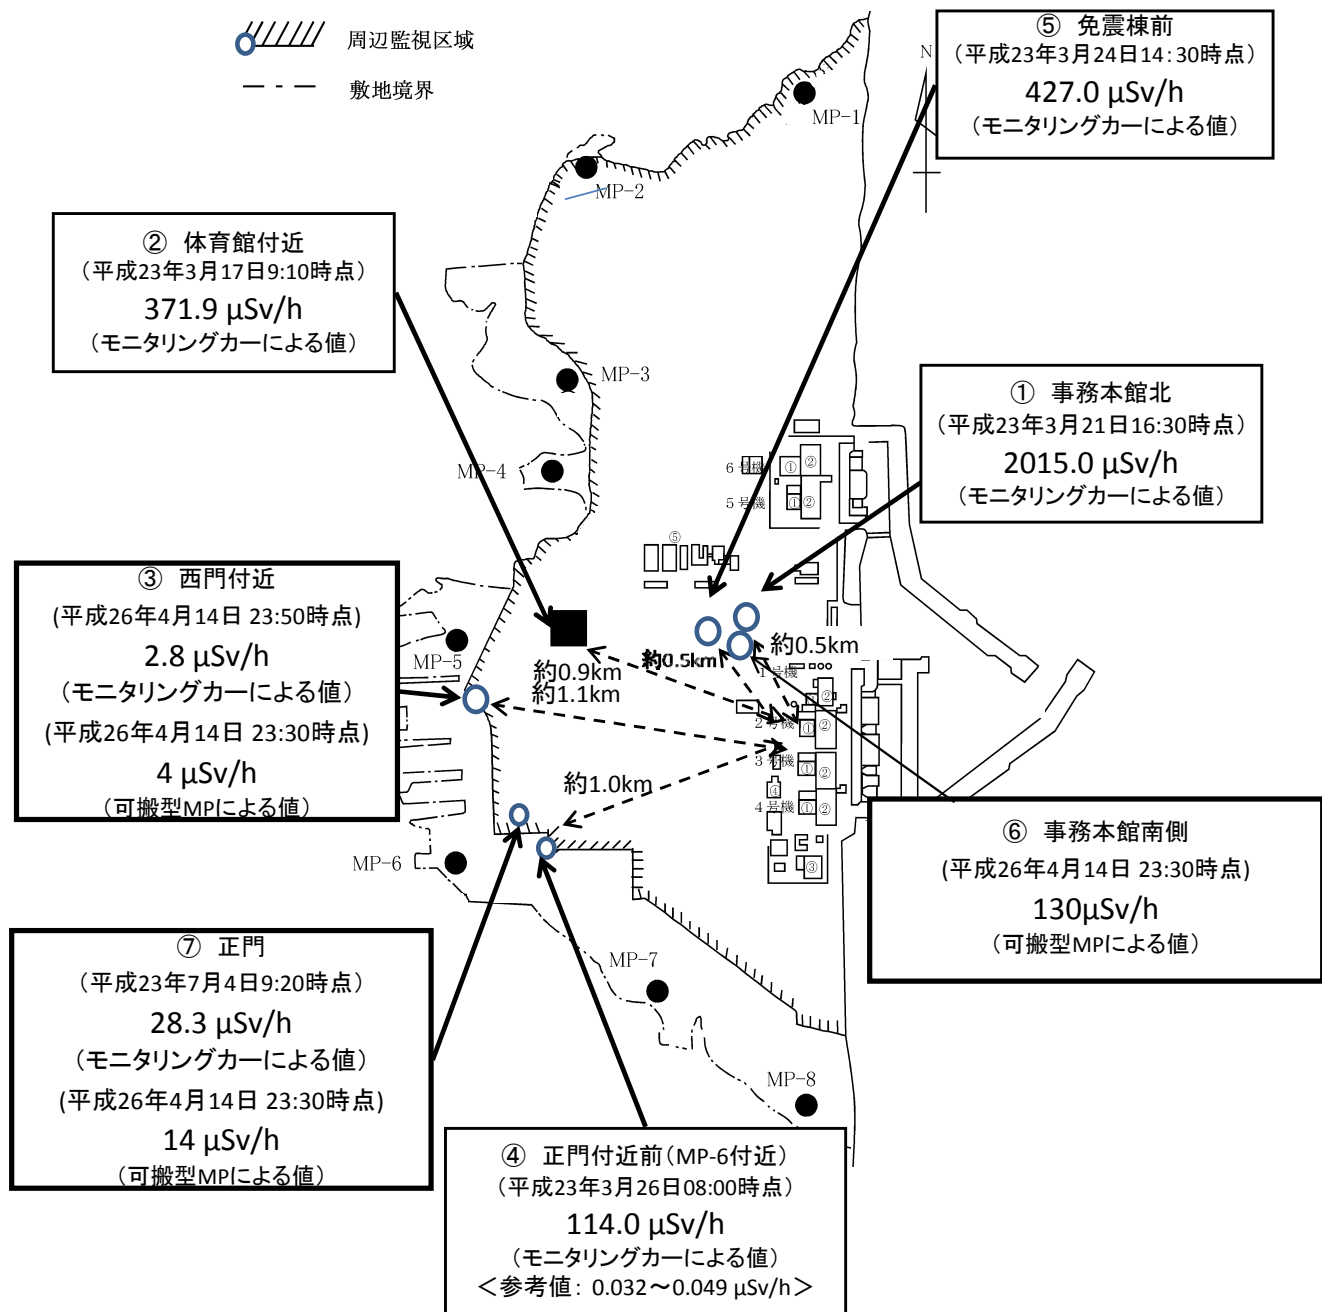 周辺監視区域
敷地境界
⑤ 免震棟前
(平成23年3月24日14:30時点)
427.0 µSv/h
(モニタリングカーによる値)
N
MP-1
MP-2
② 体育館付近
(平成23年3月17日9:10時点)
371.9 µSv/h
(モニタリングカーによる値)
MP-3
① 事務本館北
(平成23年3月21日16:30時点)
2015.0 µSv/h
(モニタリングカーによる値)
MP-4
6号機
① ②
5号機
① ②
⑤
③ 西門付近
(平成26年4月14日 23:50時点)
2.8 µSv/h
(モニタリングカーによる値)
(平成26年4月14日 23:30時点)
4 µSv/h
(可搬型MPによる値)
MP-5
約0.9km
約1.1km
約0.5km
約0.5km
1号機
②
2号機
① ②
3号機
① ②
約1.0km
④
4号機
① ②
③
⑥ 事務本館南側
(平成26年4月14日 23:30時点)
130µSv/h
(可搬型MPによる値)
MP-6
⑦ 正門
(平成23年7月4日9:20時点)
28.3 µSv/h
(モニタリングカーによる値)
(平成26年4月14日 23:30時点)
14 µSv/h
(可搬型MPによる値)
MP-7
MP-8
④ 正門付近前(MP-6付近)
(平成23年3月26日08:00時点)
114.0 µSv/h
(モニタリングカーによる値)
<参考値: 0.032~0.049 µSv/h>